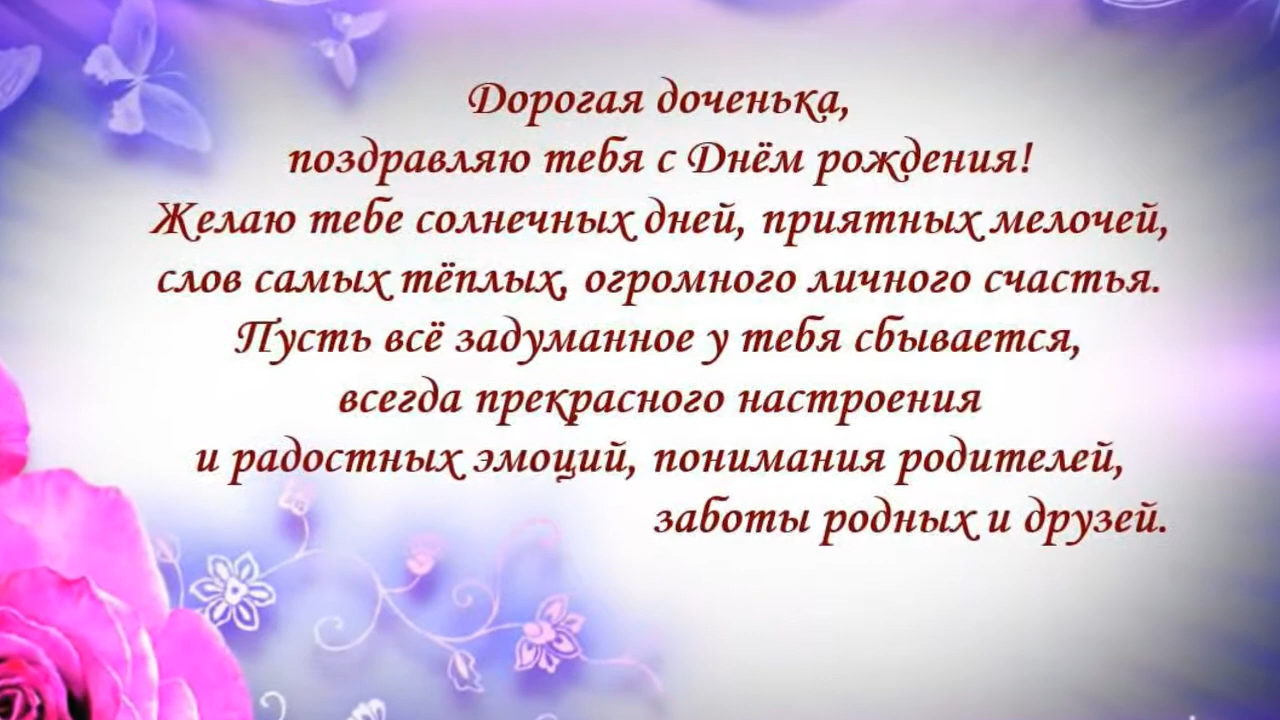 Дорогая доченька,
поздравляю тебя с Днём рождения!
Желаю тебе солнечных дней, приятных мелочей,
слов самых тёплых, огромного личного счастья.
Пусть всё задуманное у тебя сбывается,
всегда прекрасного настроения
и радостных эмоций, понимания родителей,
заботы родных и друзей.